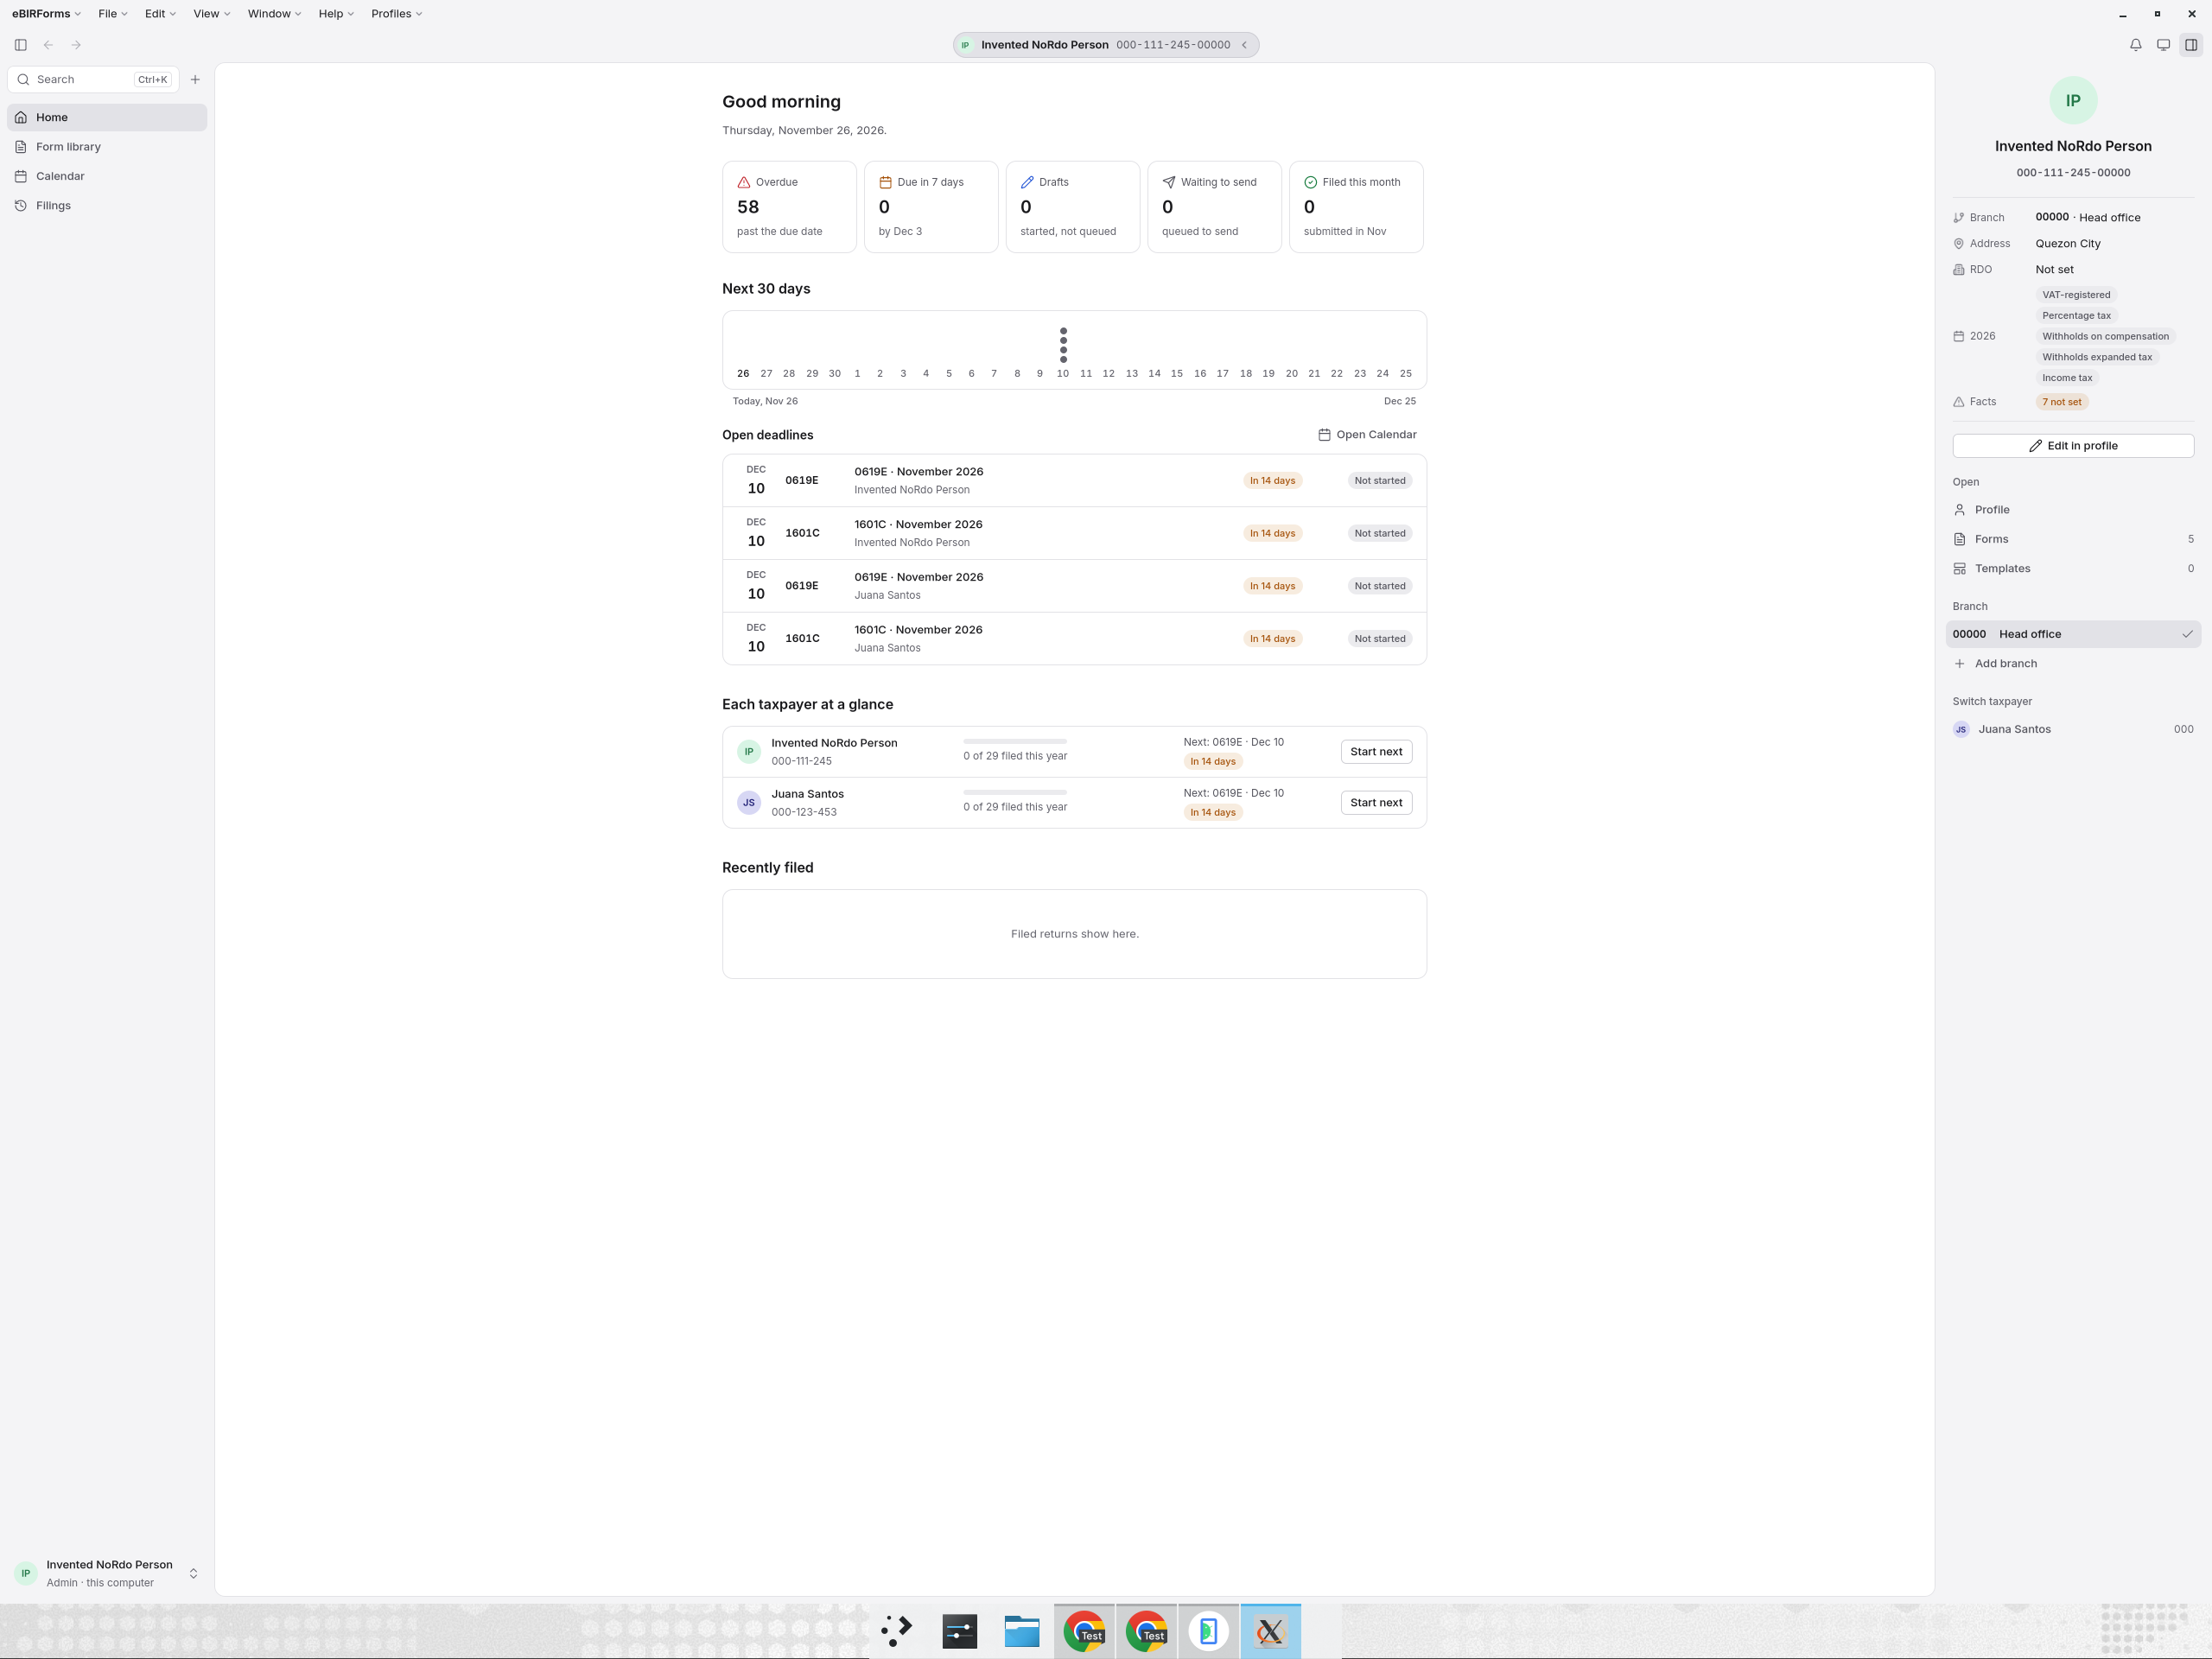 eBIRForms File Edit View Window Help Profiles
IP Invented NoRdo Person 000-111-245-00000
Search Ctrl+K
Home
Form library
Calendar
Filings
Good morning
Thursday, November 26, 2026.
Overdue
58
past the due date
Due in 7 days
0
by Dec 3
Drafts
0
started, not queued
Waiting to send
0
queued to send
Filed this month
0
submitted in Nov
Next 30 days
26 27 28 29 30 1 2 3 4 5 6 7 8 9 10 11 12 13 14 15 16 17 18 19 20 21 22 23 24 25
Today, Nov 26 Dec 25
Open deadlines Open Calendar
DEC
10 0619E 0619E · November 2026 In 14 days Not started
Invented NoRdo Person
DEC
10 1601C 1601C · November 2026 In 14 days Not started
Invented NoRdo Person
DEC
10 0619E 0619E · November 2026 In 14 days Not started
Juana Santos
DEC
10 1601C 1601C · November 2026 In 14 days Not started
Juana Santos
Each taxpayer at a glance
IP Invented NoRdo Person
000-111-245
0 of 29 filed this year
Next: 0619E · Dec 10
In 14 days
Start next
JS Juana Santos
000-123-453
0 of 29 filed this year
Next: 0619E · Dec 10
In 14 days
Start next
Recently filed
Filed returns show here.
IP
Invented NoRdo Person
000-111-245-00000
Branch 00000 · Head office
Address Quezon City
RDO Not set
2026
VAT-registered
Percentage tax
Withholds on compensation
Withholds expanded tax
Income tax
Facts 7 not set
Edit in profile
Open
Profile
Forms 5
Templates 0
Branch
00000 Head office
Add branch
Switch taxpayer
JS Juana Santos 000
IP Invented NoRdo Person
Admin · this computer
Test
Test